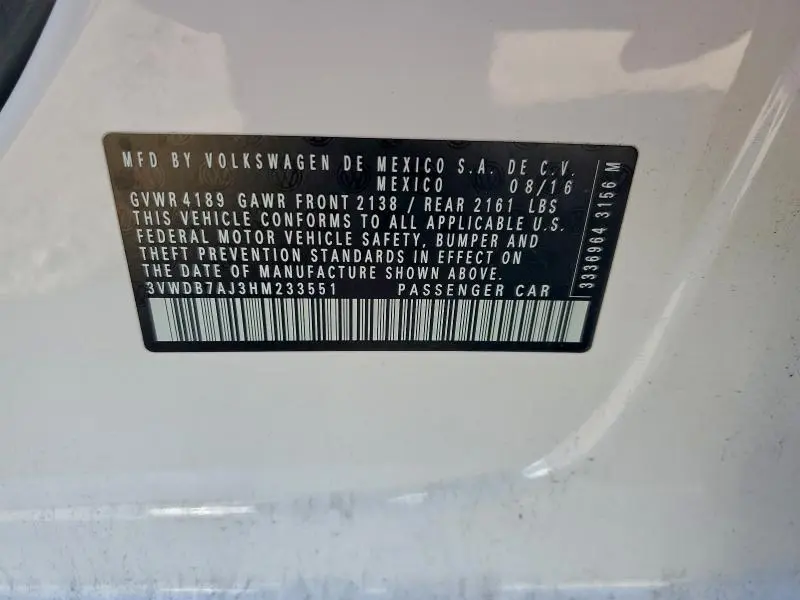 MFD BY VOLKSWAGEN DE MEXICO S.A. DE C.V.
MEXICO 08/16
GVWR 4189 GAWR FRONT 2138 / REAR 2161 LBS
THIS VEHICLE CONFORMS TO ALL APPLICABLE U.S.
FEDERAL MOTOR VEHICLE SAFETY, BUMPER AND
THEFT PREVENTION STANDARDS IN EFFECT ON
THE DATE OF MANUFACTURE SHOWN ABOVE.
3VWDB7AJ3HM233551 PASSENGER CAR
3336964 3156 M